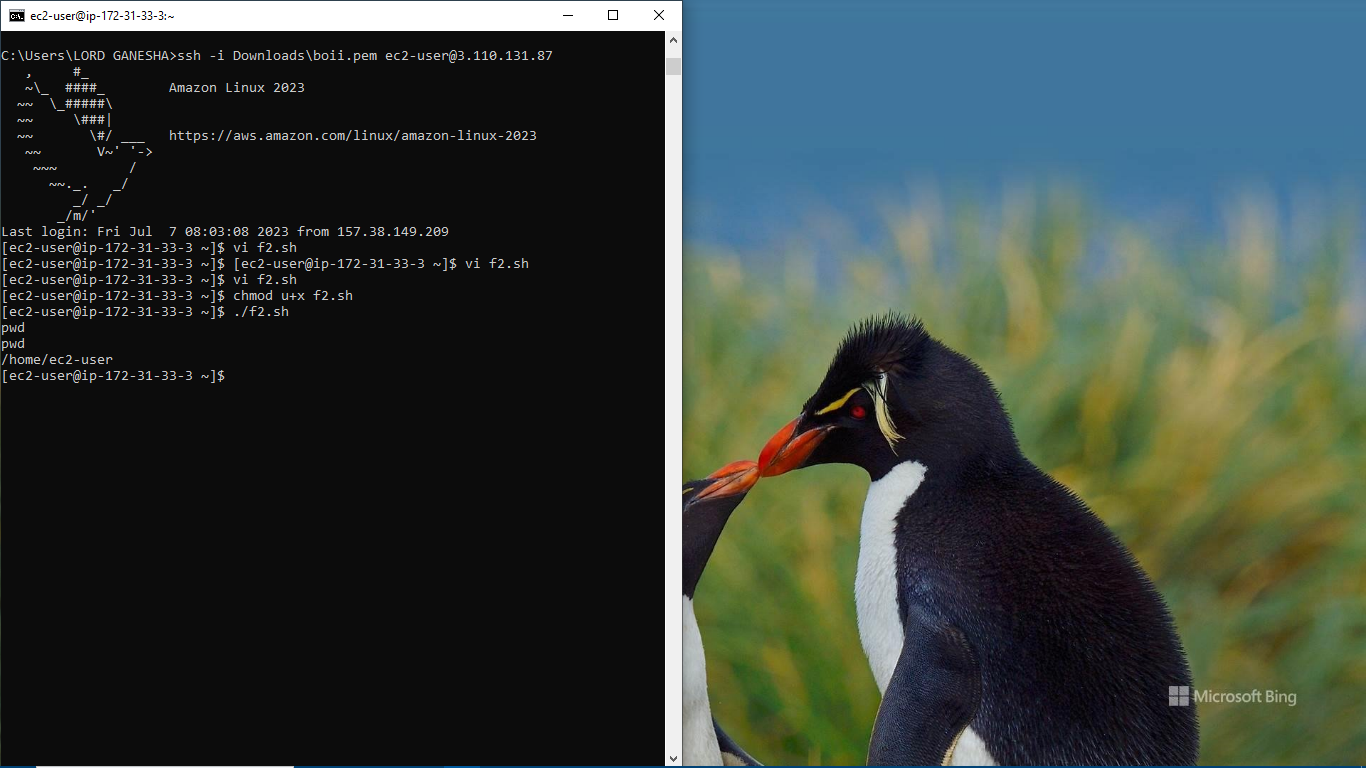 ec2-user@ip-172-31-33-3:~
C:\Users\LORD GANESHA>ssh -i Downloads\boii.pem ec2-user@3.110.131.87
   ,     #_
   ~\_  ####_        Amazon Linux 2023
  ~~  \_#####\
  ~~     \###|
  ~~       \#/ ___   https://aws.amazon.com/linux/amazon-linux-2023
   ~~       V~' '->
    ~~~         /
      ~~._.   _/
         _/ _/
       _/m/'
Last login: Fri Jul  7 08:03:08 2023 from 157.38.149.209
[ec2-user@ip-172-31-33-3 ~]$ vi f2.sh
[ec2-user@ip-172-31-33-3 ~]$ [ec2-user@ip-172-31-33-3 ~]$ vi f2.sh
[ec2-user@ip-172-31-33-3 ~]$ vi f2.sh
[ec2-user@ip-172-31-33-3 ~]$ chmod u+x f2.sh
[ec2-user@ip-172-31-33-3 ~]$ ./f2.sh
pwd
pwd
/home/ec2-user
[ec2-user@ip-172-31-33-3 ~]$
Microsoft Bing